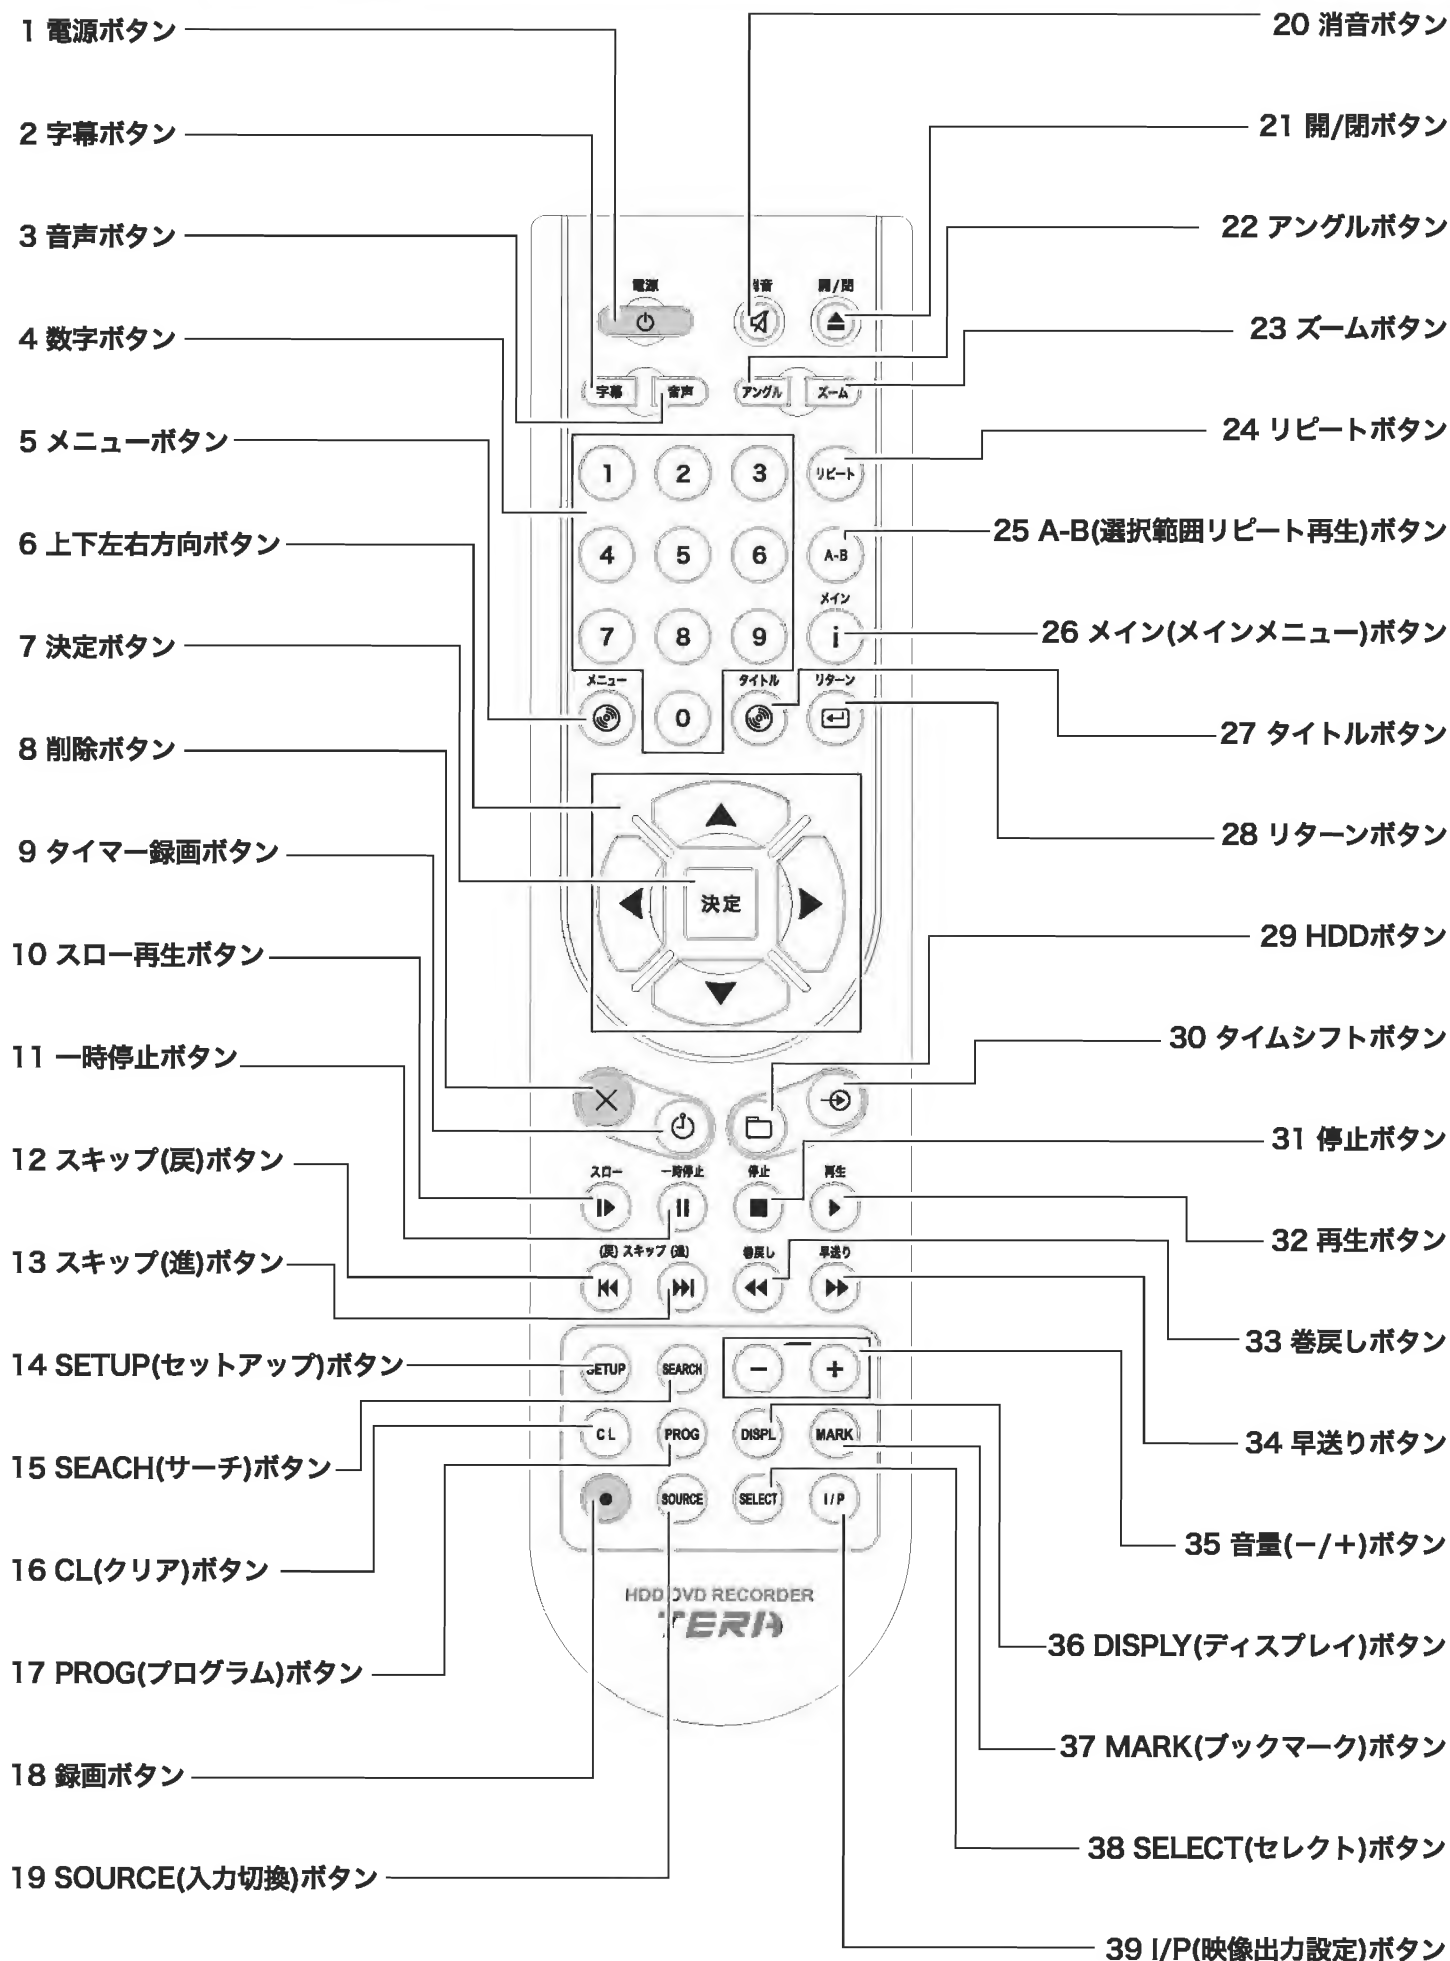 1 電源ボタン
2 字幕ボタン
3 音声ボタン
4 数字ボタン
5 メニューボタン
6 上下左右方向ボタン
7 決定ボタン
8 削除ボタン
9 タイマー録画ボタン
10 スロー再生ボタン
11 一時停止ボタン
12 スキップ(戻)ボタン
13 スキップ(進)ボタン
14 SETUP(セットアップ)ボタン
15 SEACH(サーチ)ボタン
16 CL(クリア)ボタン
17 PROG(プログラム)ボタン
18 録画ボタン
19 SOURCE(入力切換)ボタン
電源 消音 開/閉
字幕 音声 アングル ズーム
1 2 3 リピート
4 5 6 A-B
メイン
7 8 9 i
メニュー タイトル リターン
0
決定
スロー 一時停止 停止 再生
(戻) スキップ (進) 巻戻し 早送り
SETUP SEARCH − +
CL PROG DISPL MARK
SOURCE SELECT I/P
HDD DVD RECORDER
TERA
20 消音ボタン
21 開/閉ボタン
22 アングルボタン
23 ズームボタン
24 リピートボタン
25 A-B(選択範囲リピート再生)ボタン
26 メイン(メインメニュー)ボタン
27 タイトルボタン
28 リターンボタン
29 HDDボタン
30 タイムシフトボタン
31 停止ボタン
32 再生ボタン
33 巻戻しボタン
34 早送りボタン
35 音量(−/+)ボタン
36 DISPLY(ディスプレイ)ボタン
37 MARK(ブックマーク)ボタン
38 SELECT(セレクト)ボタン
39 I/P(映像出力設定)ボタン